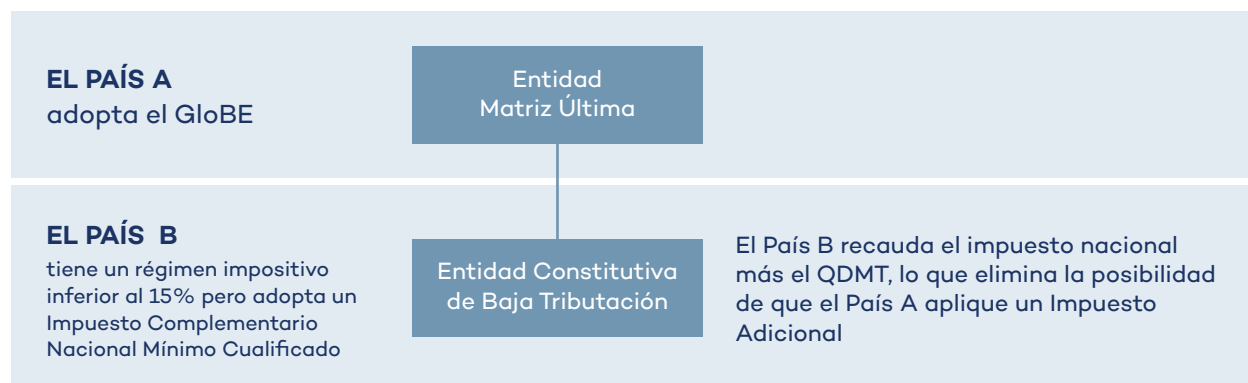 EL PAÍS A
adopta el GloBE
Entidad
Matriz Última
EL PAÍS B
tiene un régimen impositivo
inferior al 15% pero adopta un
Impuesto Complementario
Nacional Mínimo Cualificado
Entidad Constitutiva
de Baja Tributación
El País B recauda el impuesto nacional
más el QDMT, lo que elimina la posibilidad
de que el País A aplique un Impuesto
Adicional